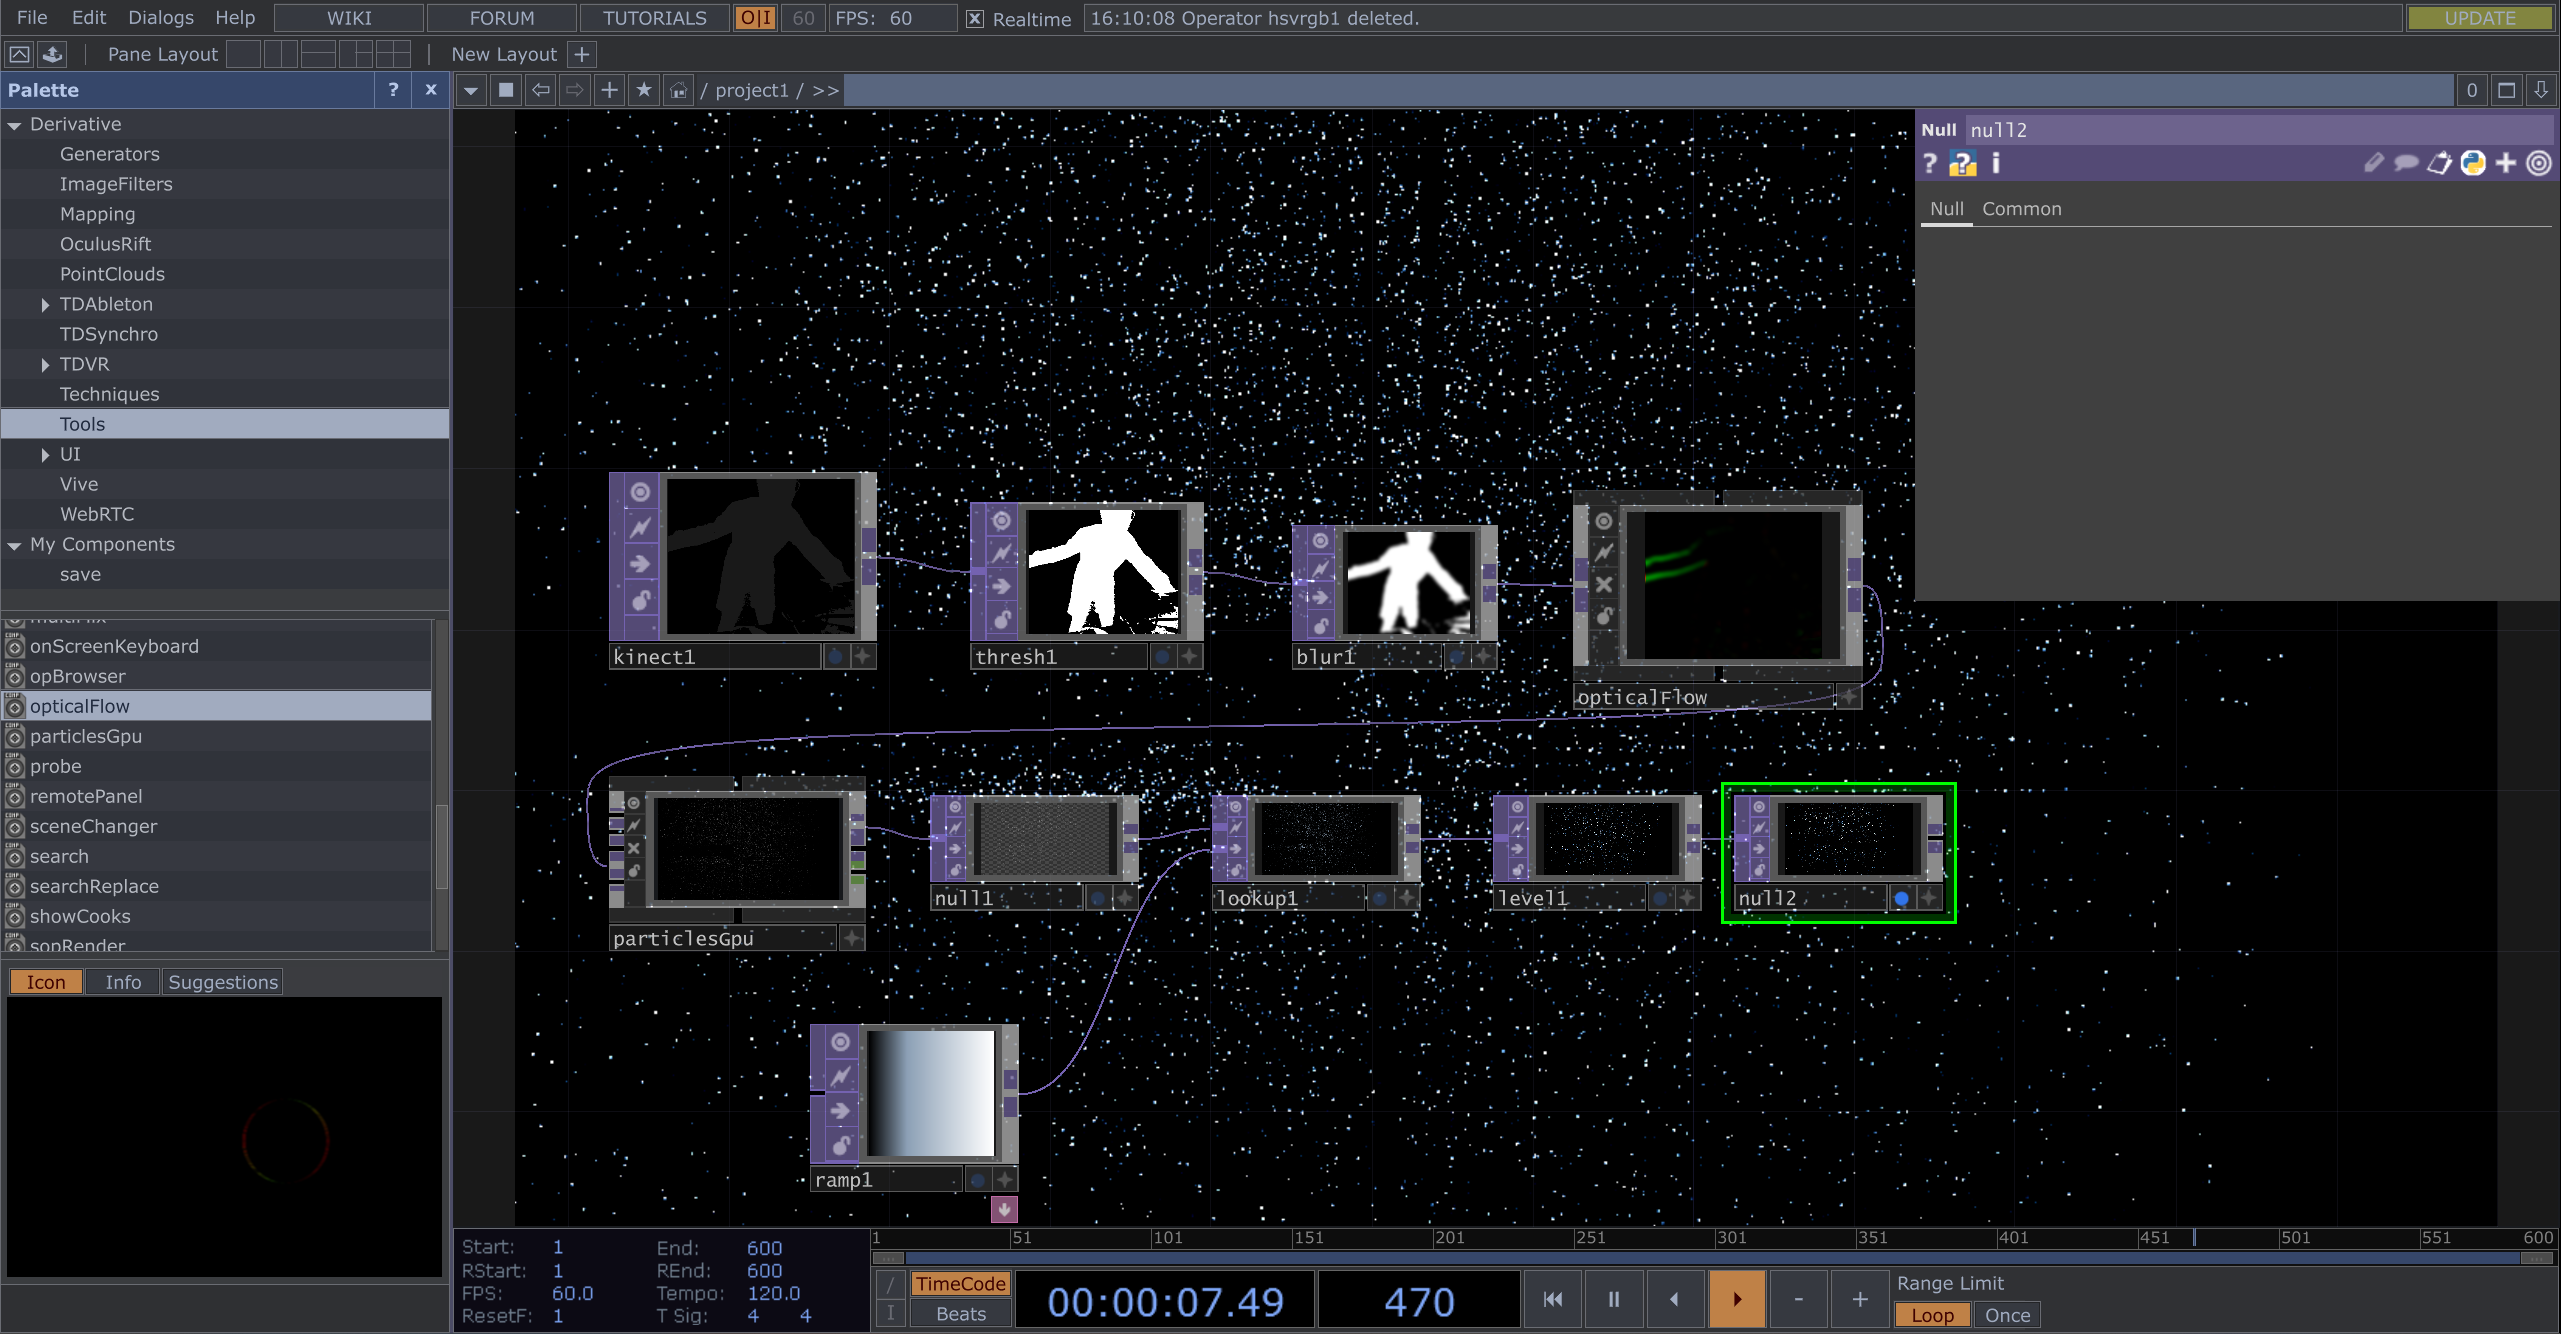 File Edit Dialogs Help WIKI FORUM TUTORIALS O|I 60 FPS: 60 Realtime 16:10:08 Operator hsvrgb1 deleted. UPDATE
Pane Layout New Layout +
Palette ? x
/ project1 / >> 0
Derivative
Generators
ImageFilters
Mapping
OculusRift
PointClouds
TDAbleton
TDSynchro
TDVR
Techniques
Tools
UI
Vive
WebRTC
My Components
save
onScreenKeyboard
opBrowser
opticalFlow
particlesGpu
probe
remotePanel
sceneChanger
search
searchReplace
showCooks
sopRender
Icon Info Suggestions
Null null2
? ? i
Null Common
kinect1
thresh1
blur1
opticalFlow
particlesGpu
null1
lookup1
level1
null2
ramp1
Start: 1 End: 600
RStart: 1 REnd: 600
FPS: 60.0 Tempo: 120.0
ResetF: 1 T Sig: 4 4
1 51 101 151 201 251 301 351 401 451 501 551 600
/ TimeCode
I Beats
00:00:07.49 470
- +
Range Limit
Loop Once